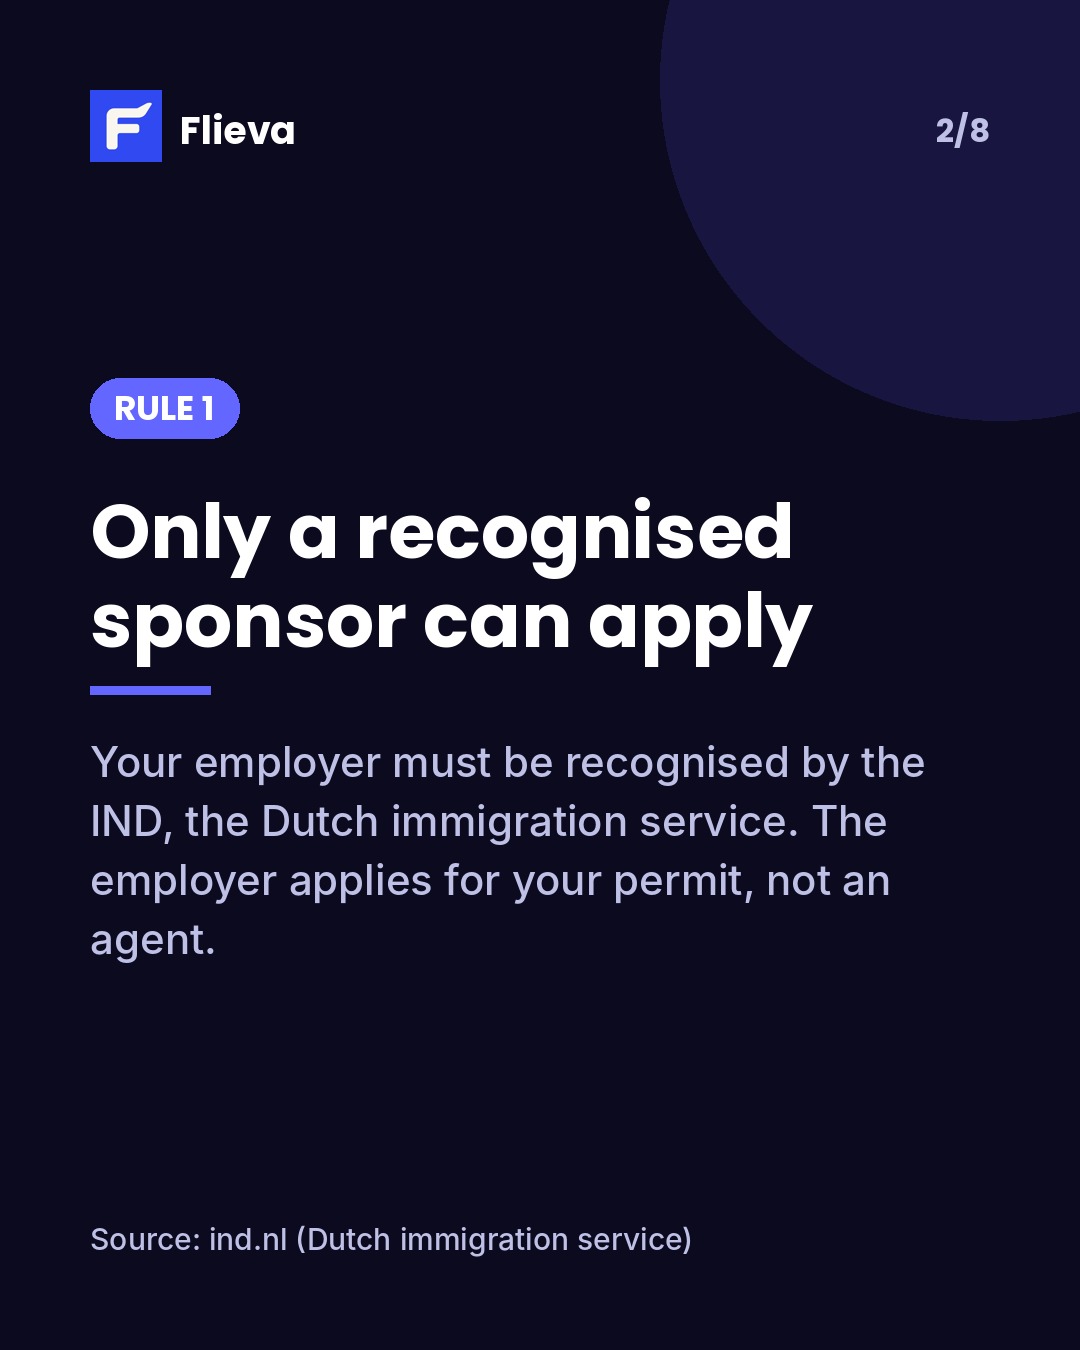 Flieva
2/8
RULE 1
Only a recognised
sponsor can apply
Your employer must be recognised by the
IND, the Dutch immigration service. The
employer applies for your permit, not an
agent.
Source: ind.nl (Dutch immigration service)